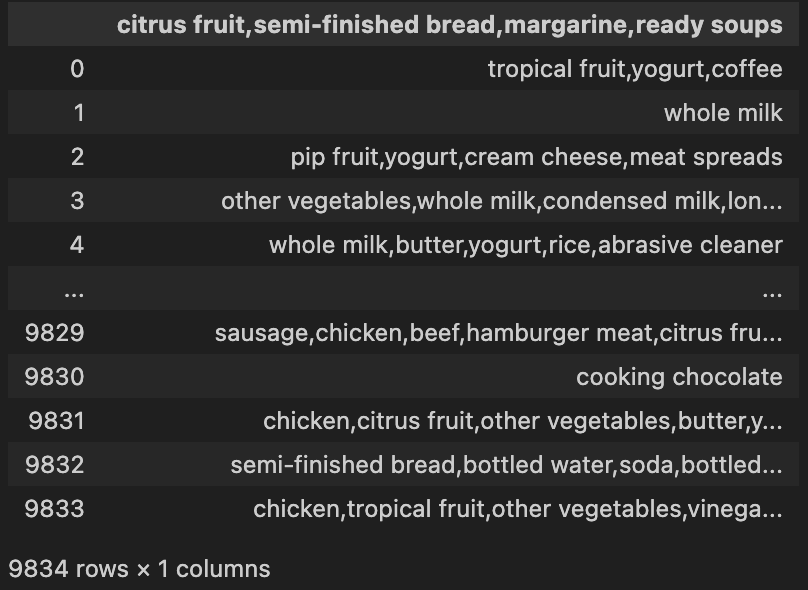 citrus fruit,semi-finished bread,margarine,ready soups
0 tropical fruit,yogurt,coffee
1 whole milk
2 pip fruit,yogurt,cream cheese,meat spreads
3 other vegetables,whole milk,condensed milk,lon...
4 whole milk,butter,yogurt,rice,abrasive cleaner
... ...
9829 sausage,chicken,beef,hamburger meat,citrus fru...
9830 cooking chocolate
9831 chicken,citrus fruit,other vegetables,butter,y...
9832 semi-finished bread,bottled water,soda,bottled...
9833 chicken,tropical fruit,other vegetables,vinega...
9834 rows × 1 columns